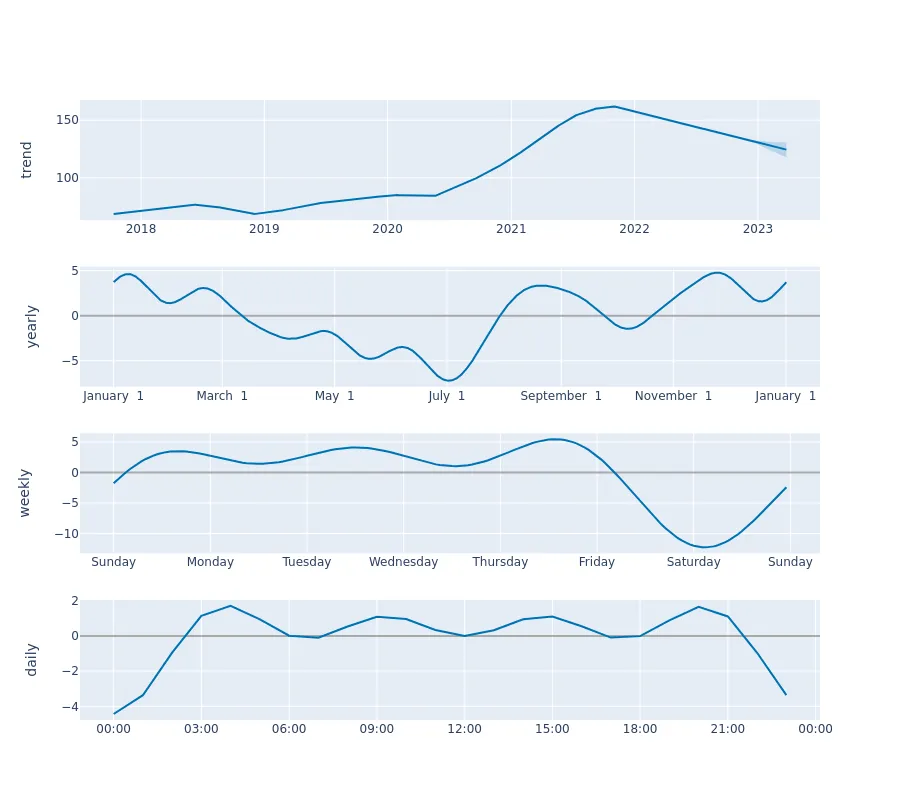 trend
150
100
2018 2019 2020 2021 2022 2023
yearly
5
0
−5
January 1 March 1 May 1 July 1 September 1 November 1 January 1
weekly
5
0
−5
−10
Sunday Monday Tuesday Wednesday Thursday Friday Saturday Sunday
daily
2
0
−2
−4
00:00 03:00 06:00 09:00 12:00 15:00 18:00 21:00 00:00